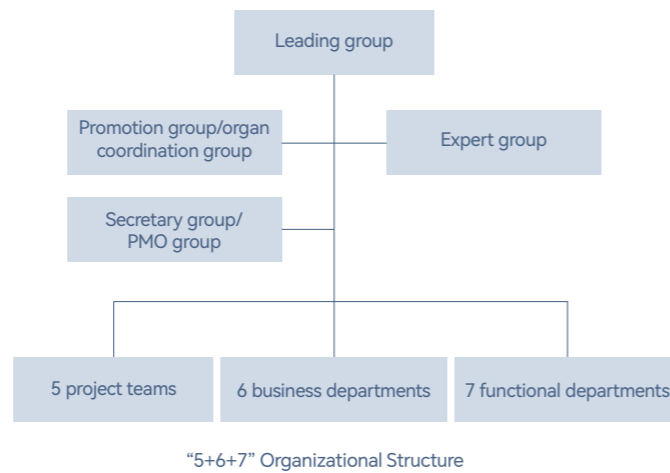 Leading group
Promotion group/organ
coordination group
Expert group
Secretary group/
PMO group
5 project teams
6 business departments
7 functional departments
“5+6+7” Organizational Structure